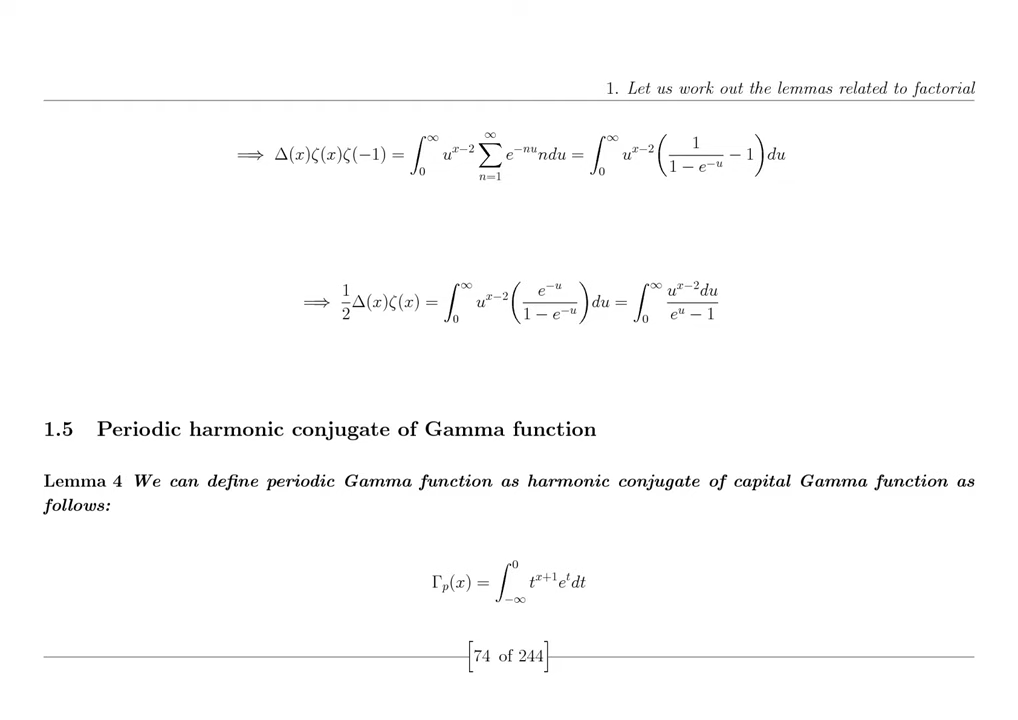 1. Let us work out the lemmas related to factorial
⟹ Δ(x)ζ(x)ζ(−1) = ∫_0^∞ u^{x−2} ∑_{n=1}^∞ e^{−nu}ndu = ∫_0^∞ u^{x−2}(1/(1 − e^{−u}) − 1)du
⟹ 1/2 Δ(x)ζ(x) = ∫_0^∞ u^{x−2}(e^{−u}/(1 − e^{−u}))du = ∫_0^∞ u^{x−2}du/(e^u − 1)
1.5 Periodic harmonic conjugate of Gamma function
Lemma 4 We can define periodic Gamma function as harmonic conjugate of capital Gamma function as
follows:
Γ_p(x) = ∫_{−∞}^0 t^{x+1}e^t dt
[74 of 244]